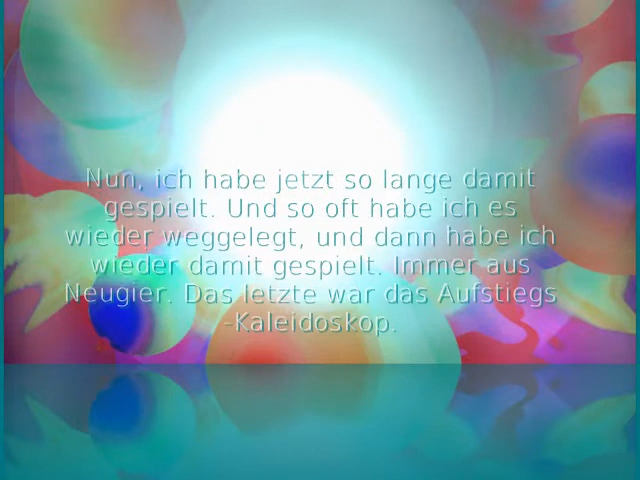 Nun, ich habe jetzt so lange damit
gespielt. Und so oft habe ich es
wieder weggelegt, und dann habe ich
wieder damit gespielt. Immer aus
Neugier. Das letzte war das Aufstiegs
-Kaleidoskop.